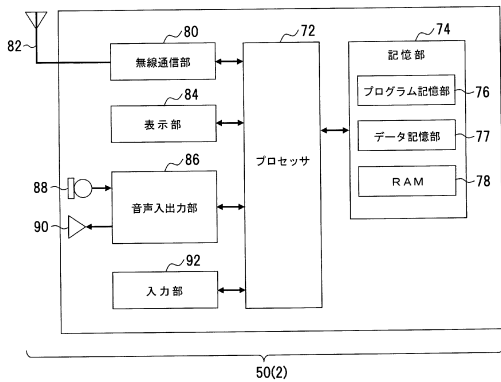 80
72
74
82
無線通信部
記憶部
84
プログラム記憶部
76
表示部
データ記憶部
77
86
プロセッサ
88
音声入出力部
RAM
78
90
92
入力部
50(2)